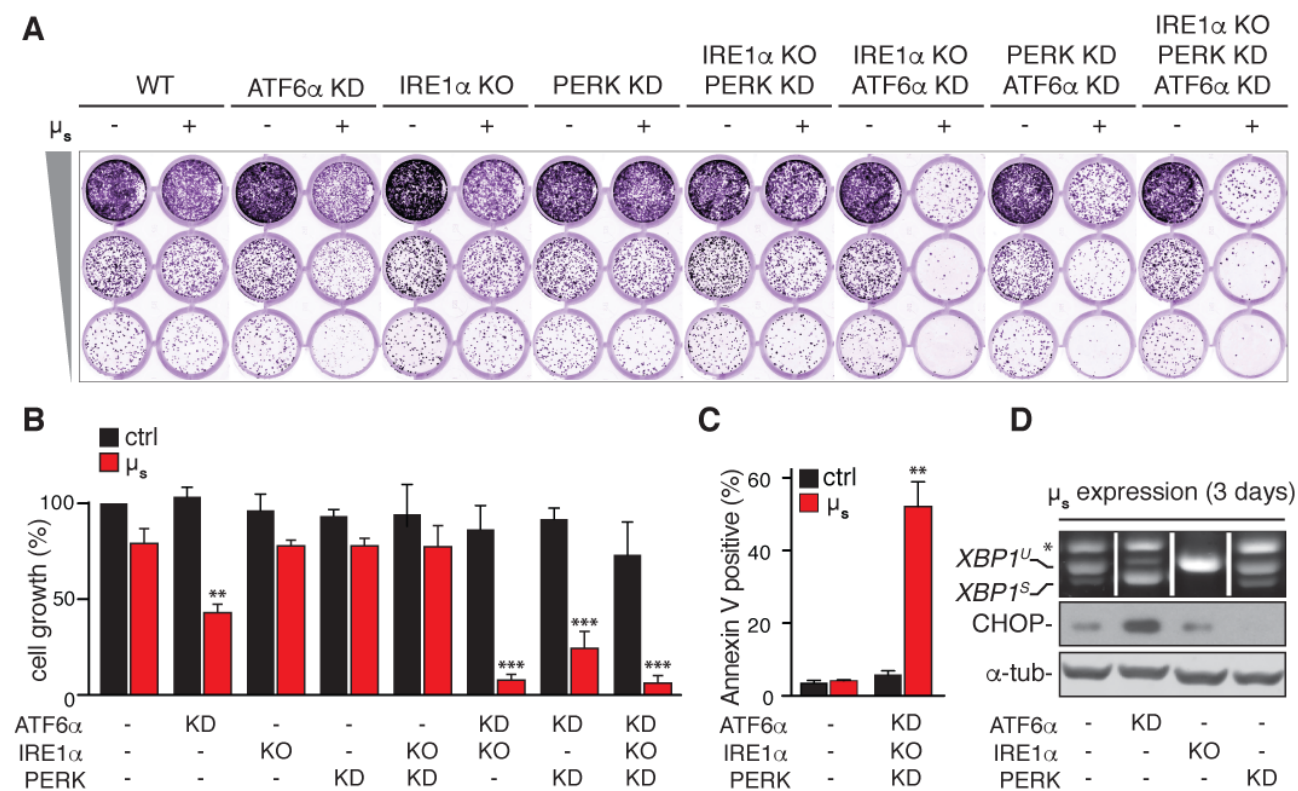 A
IRE1α KO
IRE1α KO IRE1α KO PERK KD PERK KD
WT ATF6α KD IRE1α KO PERK KD PERK KD ATF6α KD ATF6α KD ATF6α KD
μs - + - + - + - + - + - + - + - +
B
ctrl
μs
cell growth (%)
100
50
0
** *** *** ***
ATF6α - KD - - - KD KD KD
IRE1α - - KO - KO KO - KO
PERK - - - KD KD - KD KD
C
ctrl
μs
Annexin V positive (%)
60
40
20
0
**
ATF6α - KD
IRE1α - KO
PERK - KD
D
μs expression (3 days)
*
XBP1U
XBP1S
CHOP-
α-tub-
ATF6α - KD - -
IRE1α - - KO -
PERK - - - KD